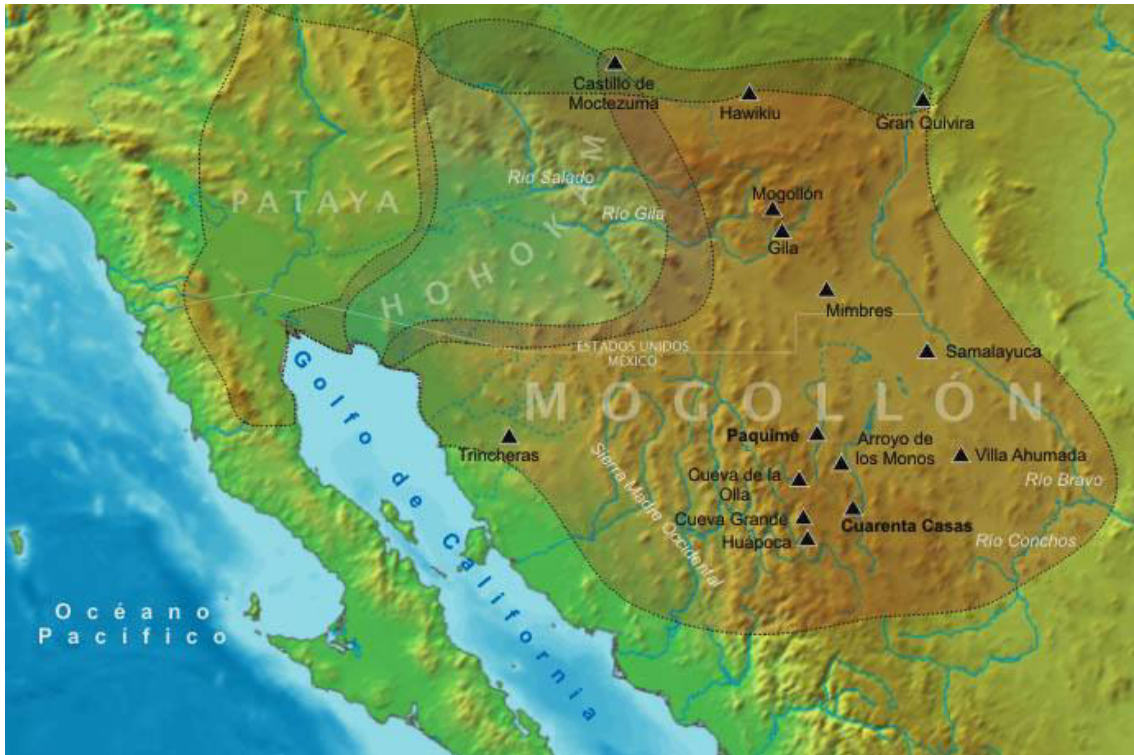 Castillo de
Moctezuma
Hawikiu
Gran Quivira
PATAYA
HOHOKAM
Río Salado
Río Gila
Mogollón
Gila
Mimbres
ESTADOS UNIDOS
MÉXICO
Samalayuca
MOGOLLÓN
Golfo de California
Trincheras
Paquimé
Arroyo de
los Monos
Villa Ahumada
Cueva de la
Olla
Río Bravo
Sierra Madre Occidental
Cueva Grande
Cuarenta Casas
Huápoca
Río Conchos
Océano
Pacífico